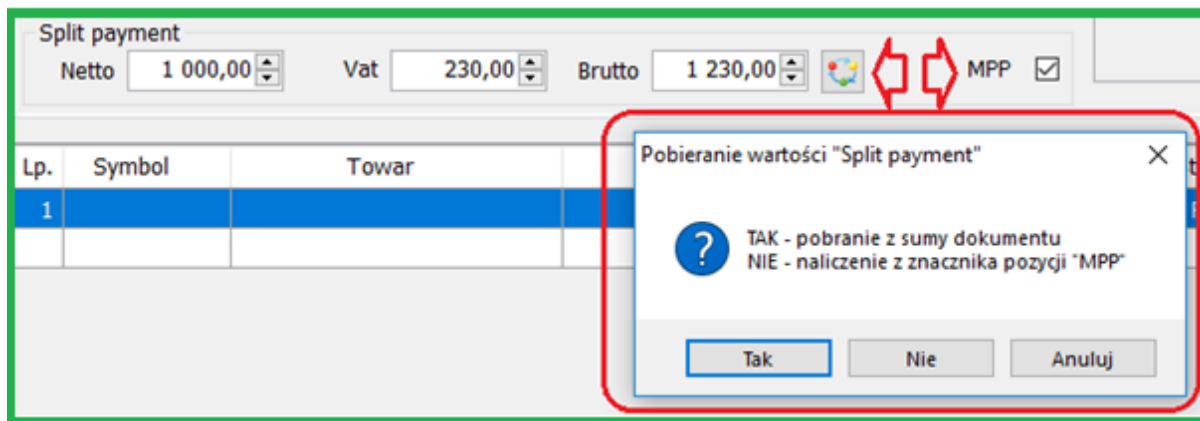 Split payment
Netto 1 000,00 Vat 230,00 Brutto 1 230,00 MPP
Lp. Symbol Towar
1
Pobieranie wartości "Split payment"
TAK - pobranie z sumy dokumentu
NIE - naliczenie z znacznika pozycji "MPP"
Tak Nie Anuluj